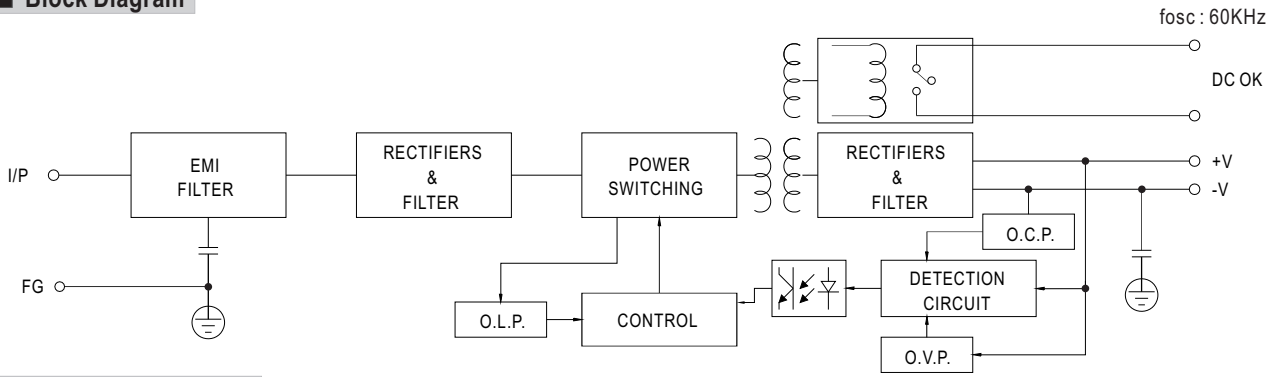 Block Diagram
fosc : 60KHz
DC OK
I/P
EMI
FILTER
RECTIFIERS
&
FILTER
POWER
SWITCHING
RECTIFIERS
&
FILTER
+V
-V
O.C.P.
FG
O.L.P.
CONTROL
DETECTION
CIRCUIT
O.V.P.